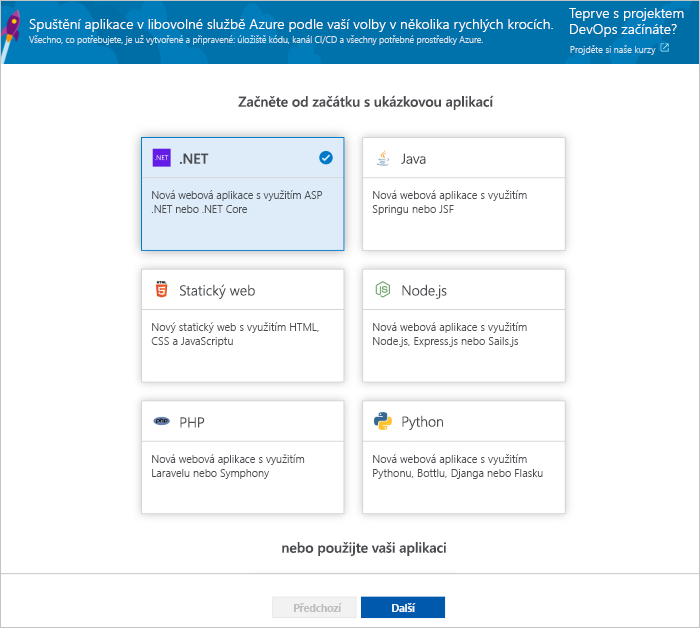 Spuštění aplikace v libovolné službě Azure podle vaší volby v několika rychlých krocích.
Všechno, co potřebujete, je už vytvořené a připravené: úložiště kódu, kanál CI/CD a všechny potřebné prostředky Azure.
Teprve s projektem
DevOps začínáte?
Projděte si naše kurzy
Začněte od začátku s ukázkovou aplikací
.NET
.NET
Nová webová aplikace s využitím ASP
.NET nebo .NET Core
Java
Nová webová aplikace s využitím
Springu nebo JSF
HTML
5
Statický web
Nový statický web s využitím HTML,
CSS a JavaScriptu
JS
Node.js
Nová webová aplikace s využitím
Node.js, Express.js nebo Sails.js
php
PHP
Nová webová aplikace s využitím
Laravelu nebo Symphony
Python
Nová webová aplikace s využitím
Pythonu, Bottlu, Djanga nebo Flasku
nebo použijte vaši aplikaci
Předchozí
Další